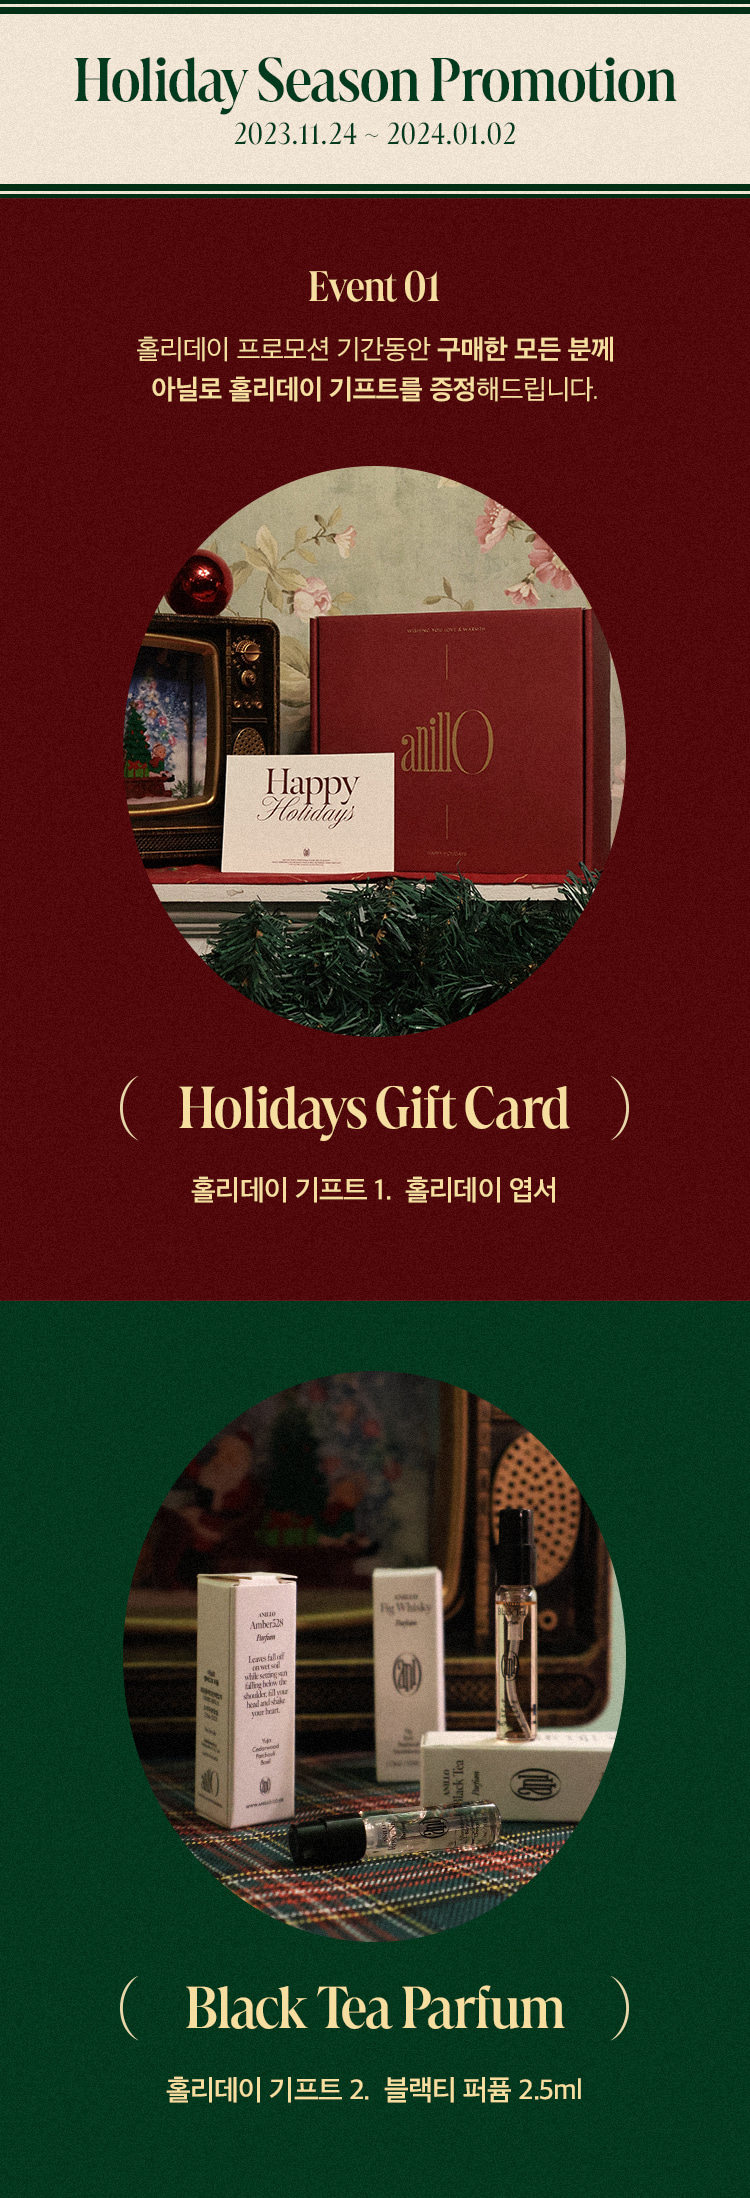 Holiday Season Promotion
2023.11.24 ~ 2024.01.02
Event 01
홀리데이 프로모션 기간동안 구매한 모든 분께
아닐로 홀리데이 기프트를 증정해드립니다.
WISHING YOU LOVE & WARMTH
anillO
HAPPY HOLIDAYS
Happy
Holidays
( Holidays Gift Card )
홀리데이 기프트 1. 홀리데이 엽서
ANILLO
Amber528
Parfum
Leaves fall off
on wet soil
while setting sun
falling below the
shoulder, fill your
head and shake
your heart.
Yuja
Cedarwood
Patchouli
Basil
anillO
ANILLO
Fig Whisky
Parfum
ANILLO
Black Tea
Parfum
( Black Tea Parfum )
홀리데이 기프트 2. 블랙티 퍼퓸 2.5ml